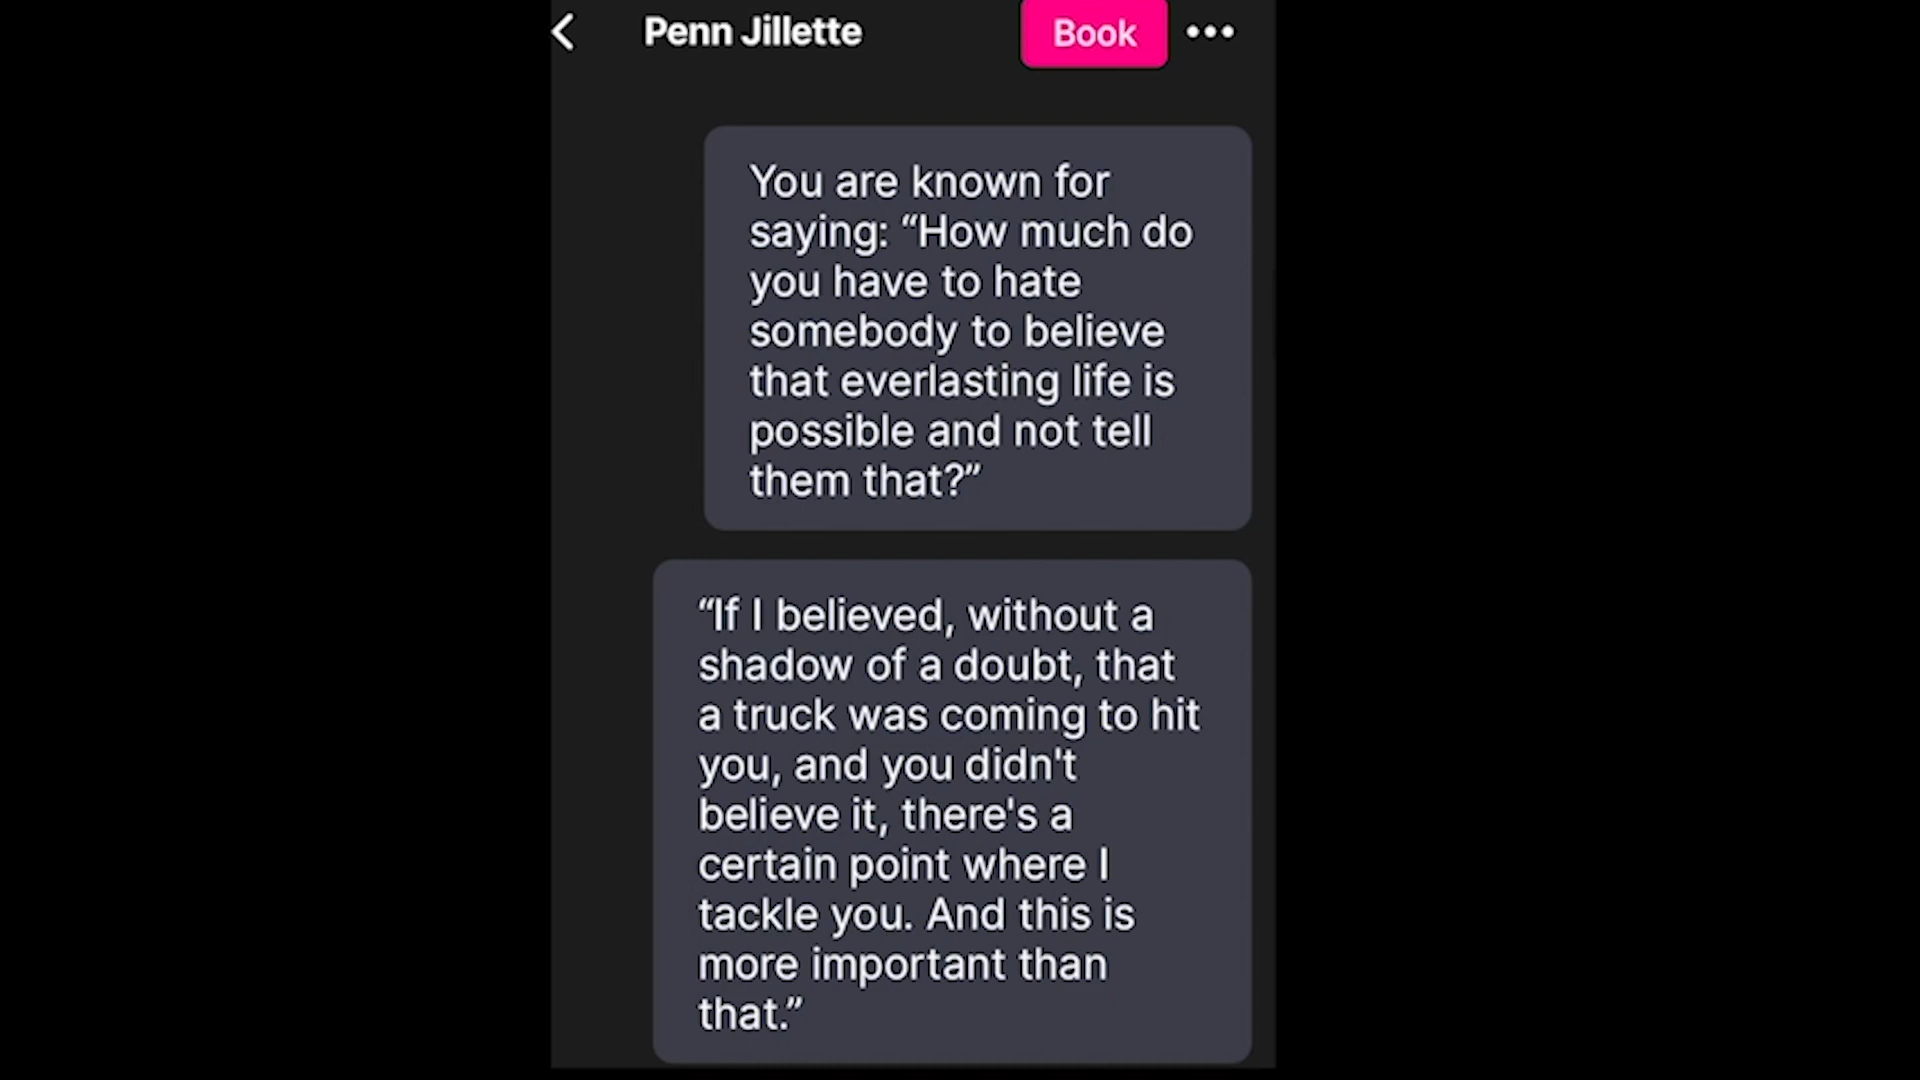 Penn Jillette
Book
You are known for
saying: “How much do
you have to hate
somebody to believe
that everlasting life is
possible and not tell
them that?”
“If I believed, without a
shadow of a doubt, that
a truck was coming to hit
you, and you didn't
believe it, there's a
certain point where I
tackle you. And this is
more important than
that.”